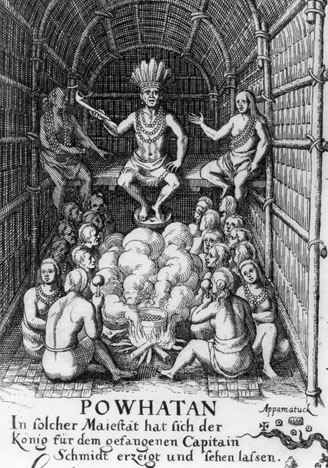 POWHATAN
Appamatuck
In solcher Maiestät hat sich der
König für dem gefangenen Capitain
Schmidt erzeigt und sehen lassen.